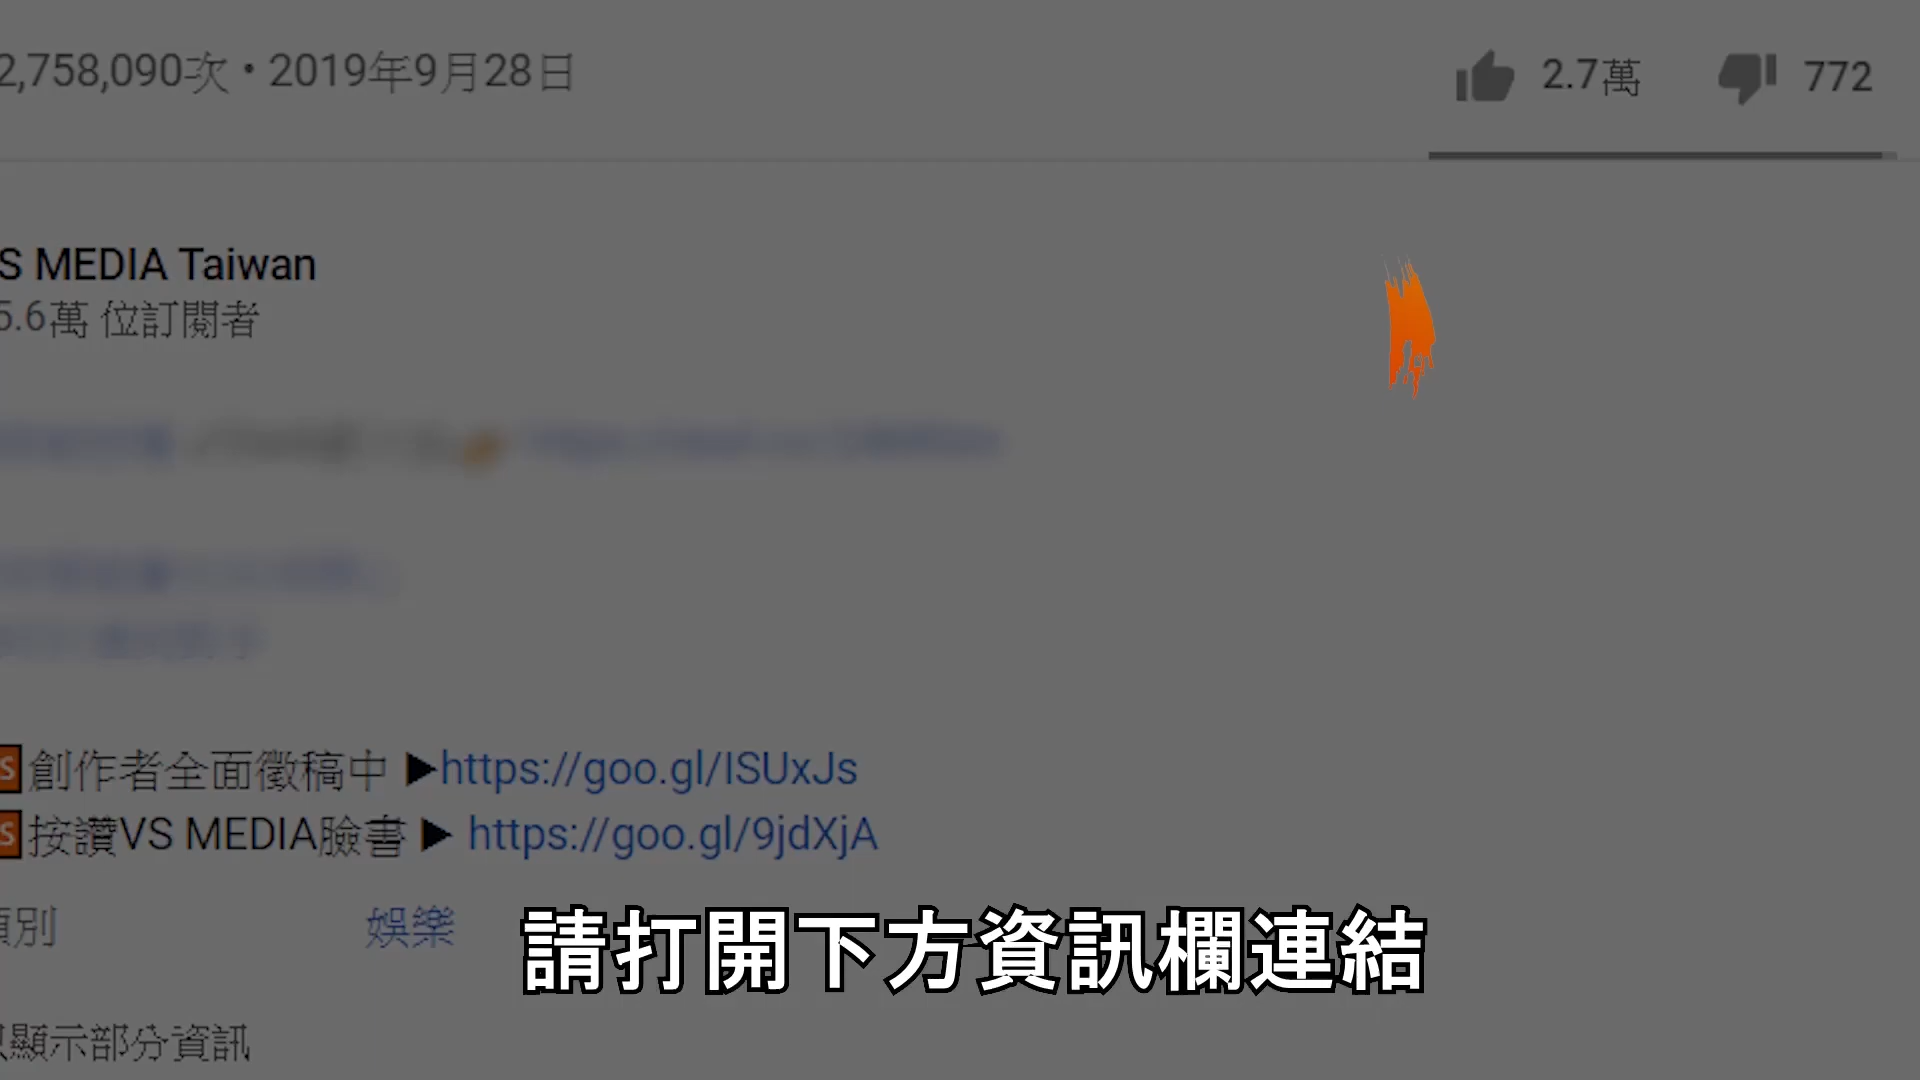 2,758,090次 • 2019年9月28日
2.7萬 772
S MEDIA Taiwan
5.6萬 位訂閱者
創作者全面徵稿中 ▶https://goo.gl/ISUxJs
按讚VS MEDIA臉書 ▶ https://goo.gl/9jdXjA
類別 娛樂
請打開下方資訊欄連結
只顯示部分資訊